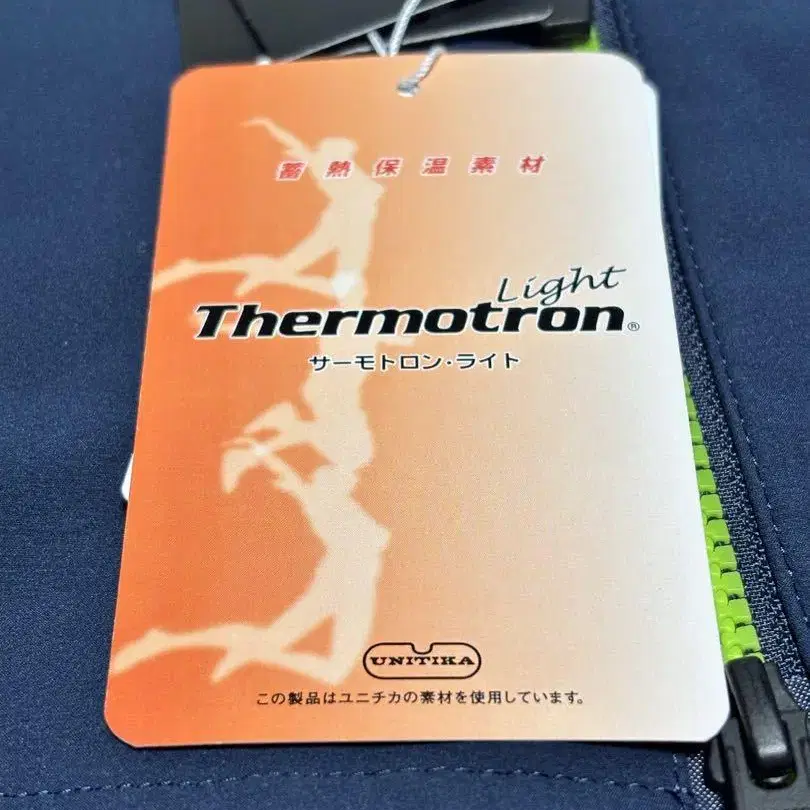 蓄熱保温素材
Light
Thermotron®
サーモトロン・ライト
UNITIKA
この製品はユニチカの素材を使用しています。